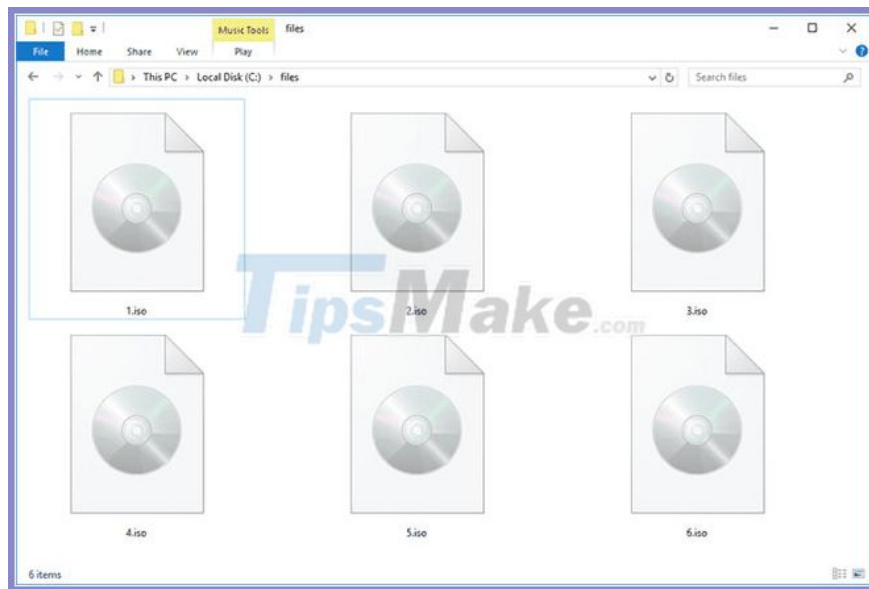 Music Tools files
File Home Share View Play
This PC › Local Disk (C:) › files Search files
1.iso 2.iso 3.iso
TipsMake.com
4.iso 5.iso 6.iso
6 items